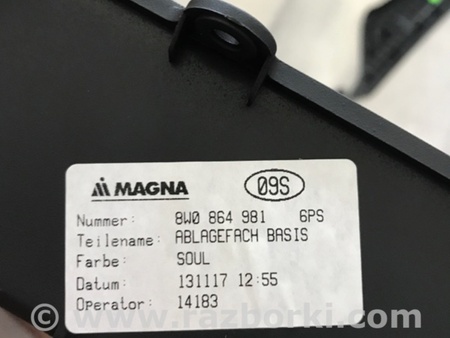 MAGNA 09S
Nummer: 8W0 864 981 6PS
Teilename: ABLAGEFACH BASIS
Farbe: SOUL
Datum: 131117 12:55
Operator: 14183
© - www.razborki.com